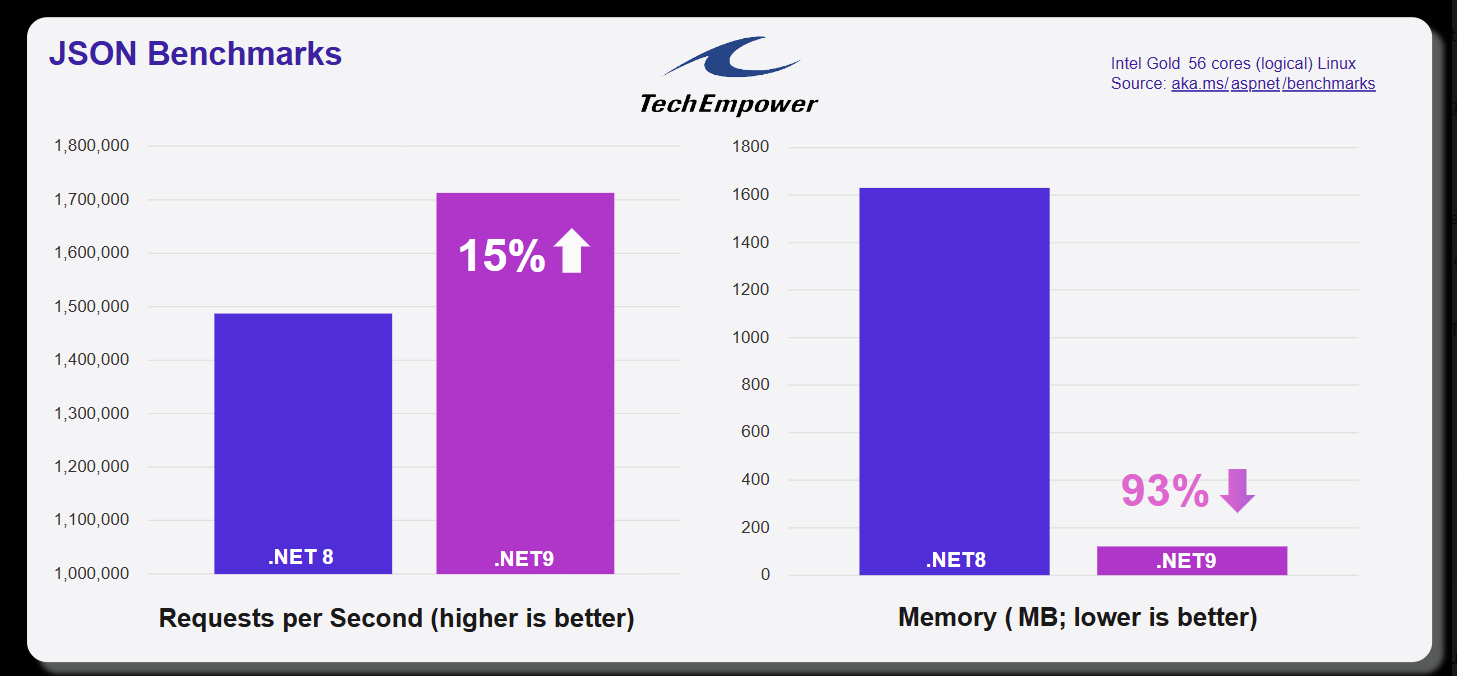 JSON Benchmarks
TechEmpower
Intel Gold 56 cores (logical) Linux
Source: aka.ms/aspnet/benchmarks
1,800,000
1,700,000
1,600,000
1,500,000
1,400,000
1,300,000
1,200,000
1,100,000
1,000,000
15%
.NET 8
.NET9
Requests per Second (higher is better)
1800
1600
1400
1200
1000
800
600
400
200
0
93%
.NET8
.NET9
Memory ( MB; lower is better)